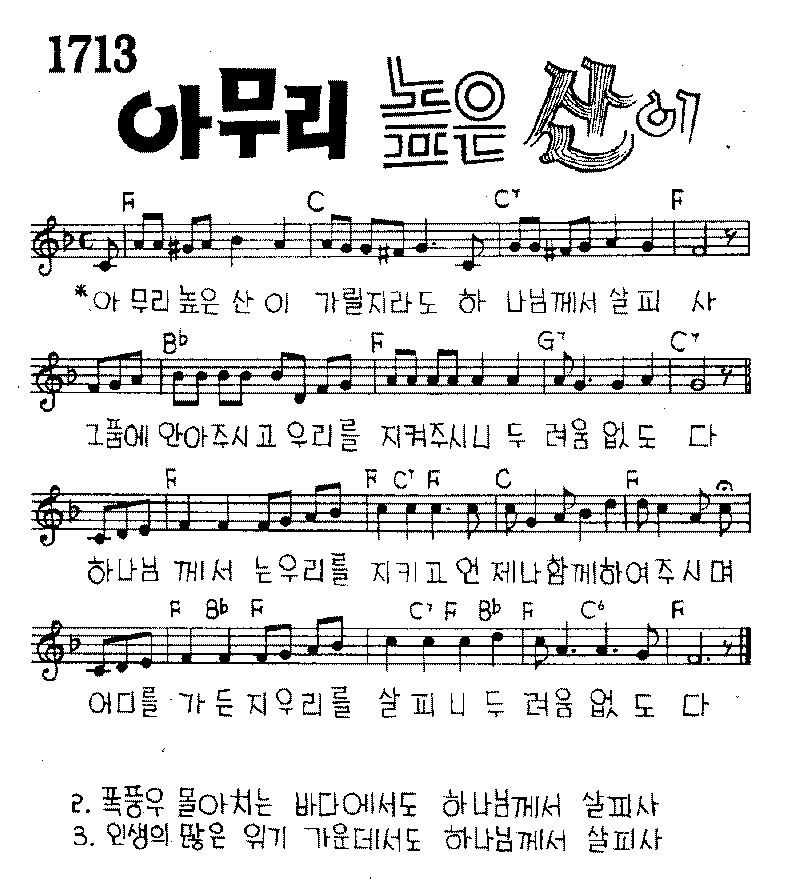 1713
아무리 높은 산이
F C C7 F
*아 무리 높은 산 이 가릴지라도 하 나님께서 살 피 사
Bb F G7 C7
그품에 안아주시고 우리를 지켜주시니 두 려움 없 도 다
F F C7 F C F
하나님 께 서 는우리를 지키고 언 제나함께하여주시며
F Bb F C7 F Bb F C6 F
어디를 가 든 지우리를 살 피 니 두 려움 없 도 다
2. 폭풍우 몰아치는 바다에서도 하나님께서 살피사
3. 인생의 많은 위기 가운데서도 하나님께서 살피사